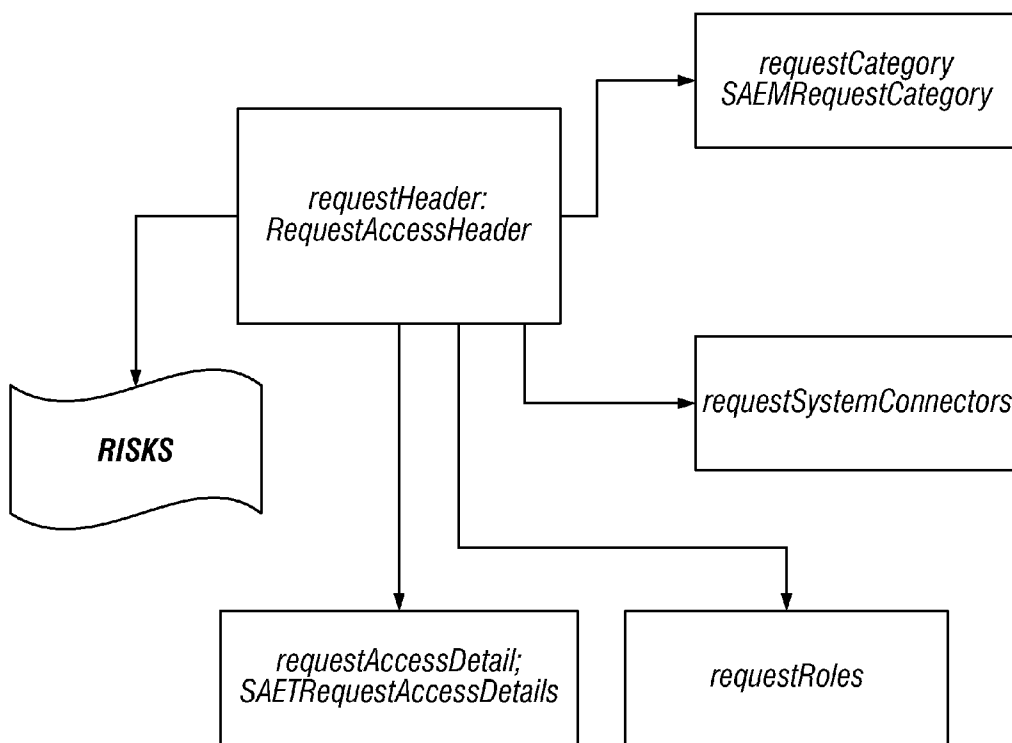 requestCategory
SAEMRequestCategory
requestHeader:
RequestAccessHeader
requestSystemConnectors
RISKS
requestAccessDetail;
SAETRequestAccessDetails
requestRoles